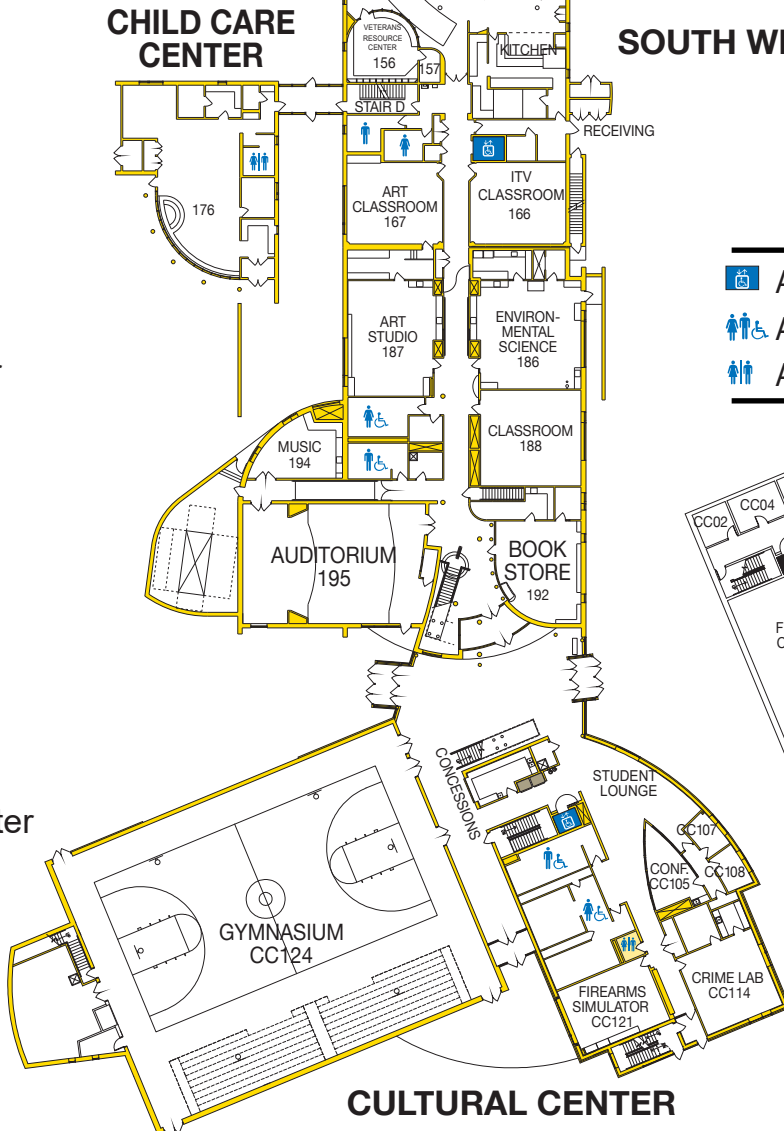 CHILD CARE
CENTER
SOUTH WI
VETERANS
RESOURCE
CENTER
156
157
KITCHEN
STAIR D
RECEIVING
176
ART
CLASSROOM
167
ITV
CLASSROOM
166
A
A
A
ART
STUDIO
187
ENVIRON-
MENTAL
SCIENCE
186
MUSIC
194
CLASSROOM
188
CC02
CC04
AUDITORIUM
195
BOOK
STORE
192
F
C
CONCESSIONS
STUDENT
LOUNGE
ter
CC107
CONF.
CC105
CC108
GYMNASIUM
CC124
CRIME LAB
CC114
FIREARMS
SIMULATOR
CC121
CULTURAL CENTER